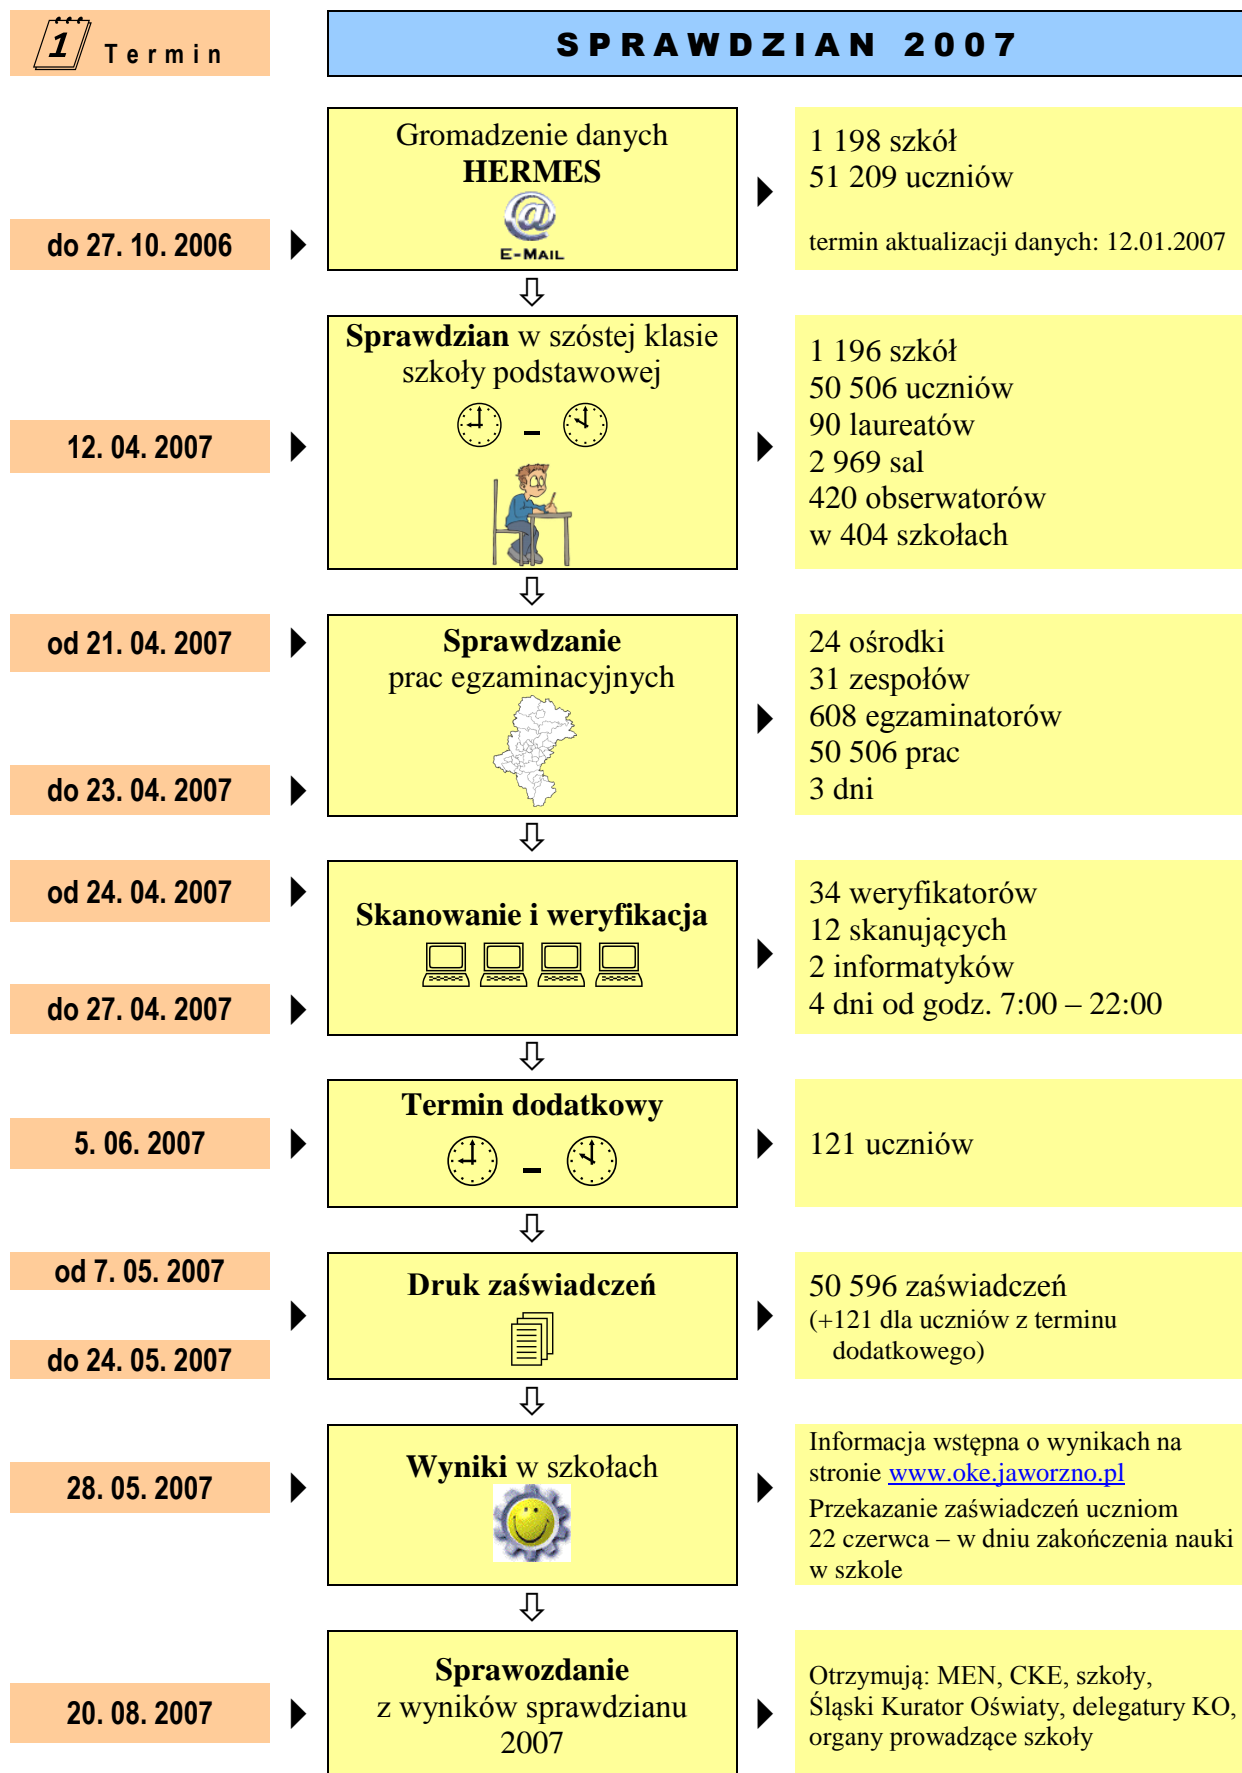 1 Termin
SPRAWDZIAN 2007
do 27. 10. 2006
Gromadzenie danych
HERMES
@
E-MAIL
1 198 szkół
51 209 uczniów
termin aktualizacji danych: 12.01.2007
12. 04. 2007
Sprawdzian w szóstej klasie
szkoły podstawowej
–
1 196 szkół
50 506 uczniów
90 laureatów
2 969 sal
420 obserwatorów
w 404 szkołach
od 21. 04. 2007
do 23. 04. 2007
Sprawdzanie
prac egzaminacyjnych
24 ośrodki
31 zespołów
608 egzaminatorów
50 506 prac
3 dni
od 24. 04. 2007
do 27. 04. 2007
Skanowanie i weryfikacja
34 weryfikatorów
12 skanujących
2 informatyków
4 dni od godz. 7:00 – 22:00
5. 06. 2007
Termin dodatkowy
–
121 uczniów
od 7. 05. 2007
do 24. 05. 2007
Druk zaświadczeń
50 596 zaświadczeń
(+121 dla uczniów z terminu
dodatkowego)
28. 05. 2007
Wyniki w szkołach
Informacja wstępna o wynikach na
stronie www.oke.jaworzno.pl
Przekazanie zaświadczeń uczniom
22 czerwca – w dniu zakończenia nauki
w szkole
20. 08. 2007
Sprawozdanie
z wyników sprawdzianu
2007
Otrzymują: MEN, CKE, szkoły,
Śląski Kurator Oświaty, delegatury KO,
organy prowadzące szkoły